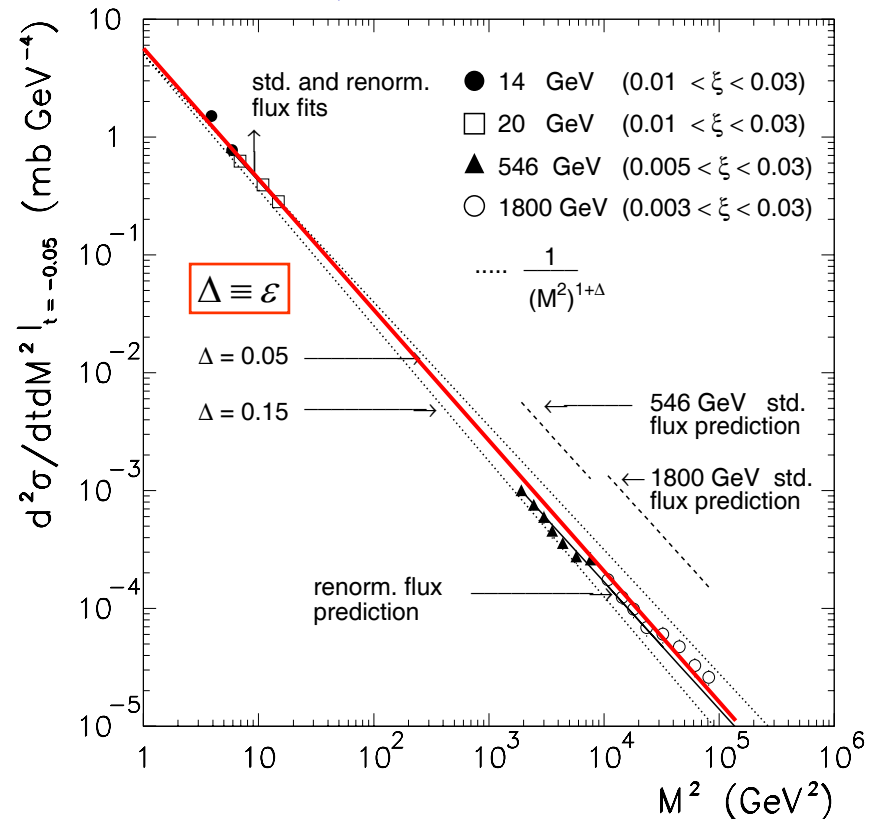 d²σ/dtdM²|t = −0.05 (mb GeV⁻⁴)
10
1
10⁻¹
10⁻²
10⁻³
10⁻⁴
10⁻⁵
std. and renorm.
flux fits
● 14 GeV (0.01 < ξ < 0.03)
□ 20 GeV (0.01 < ξ < 0.03)
▲ 546 GeV (0.005 < ξ < 0.03)
○ 1800 GeV (0.003 < ξ < 0.03)
..... 1
(M²)1+Δ
Δ ≡ ε
Δ = 0.05
Δ = 0.15
546 GeV std.
flux prediction
1800 GeV std.
flux prediction
renorm. flux
prediction
1 10 10² 10³ 10⁴ 10⁵ 10⁶
M² (GeV²)